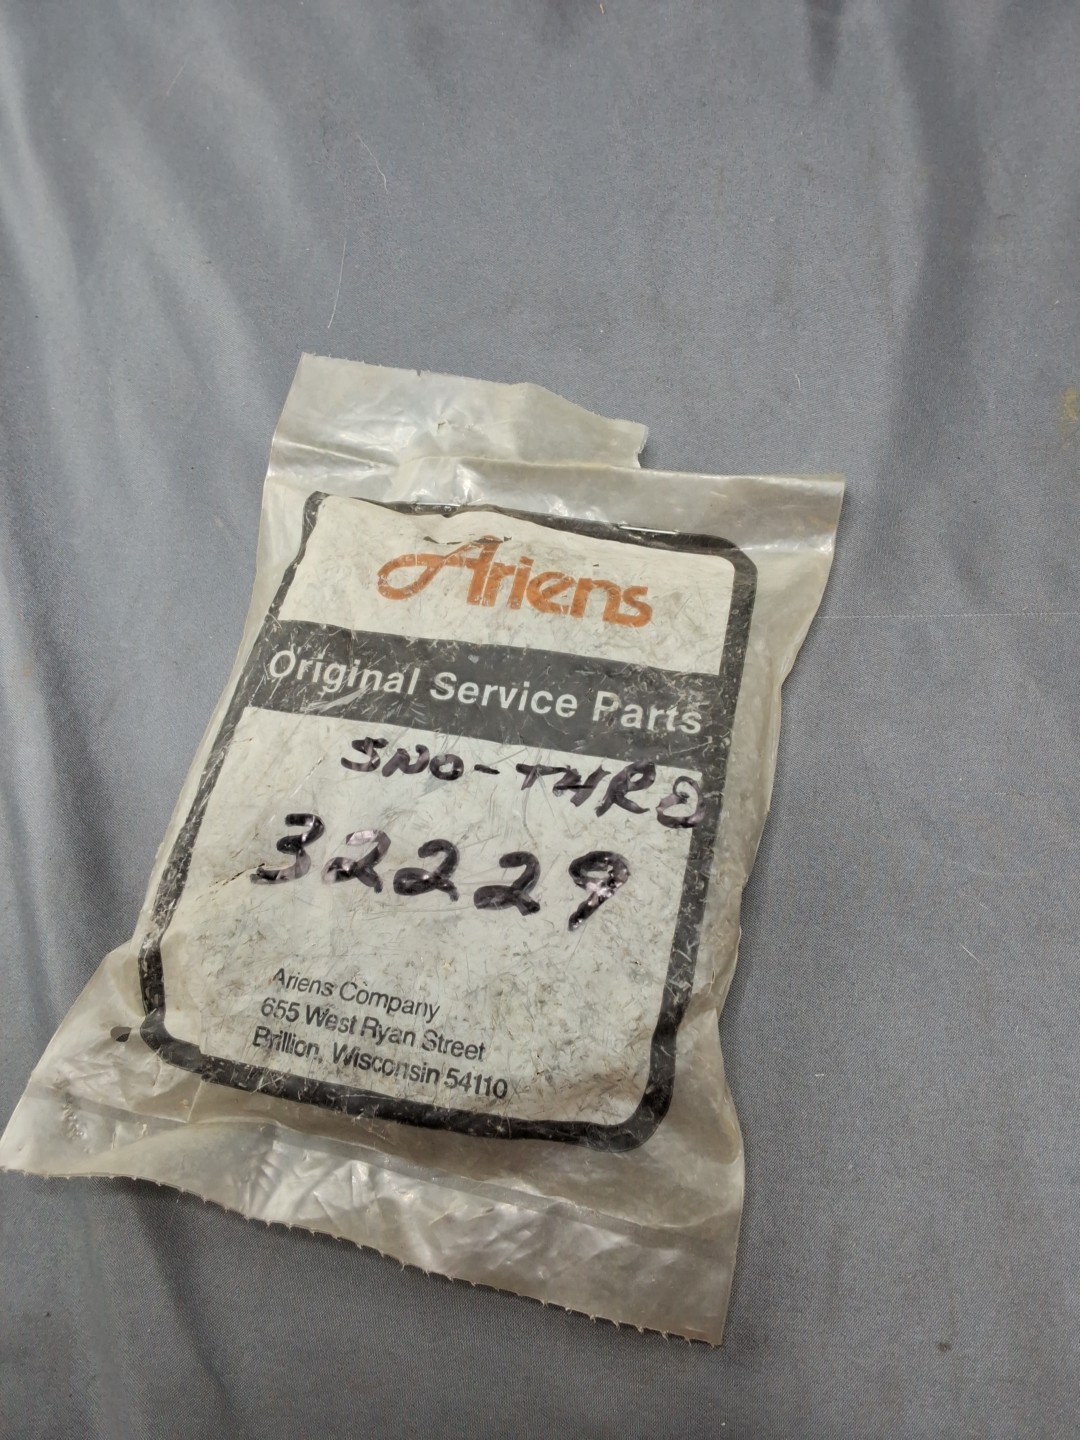 Ariens
Original Service Parts
SNO-THRO
32229
Ariens Company
655 West Ryan Street
Brillion, Wisconsin 54110